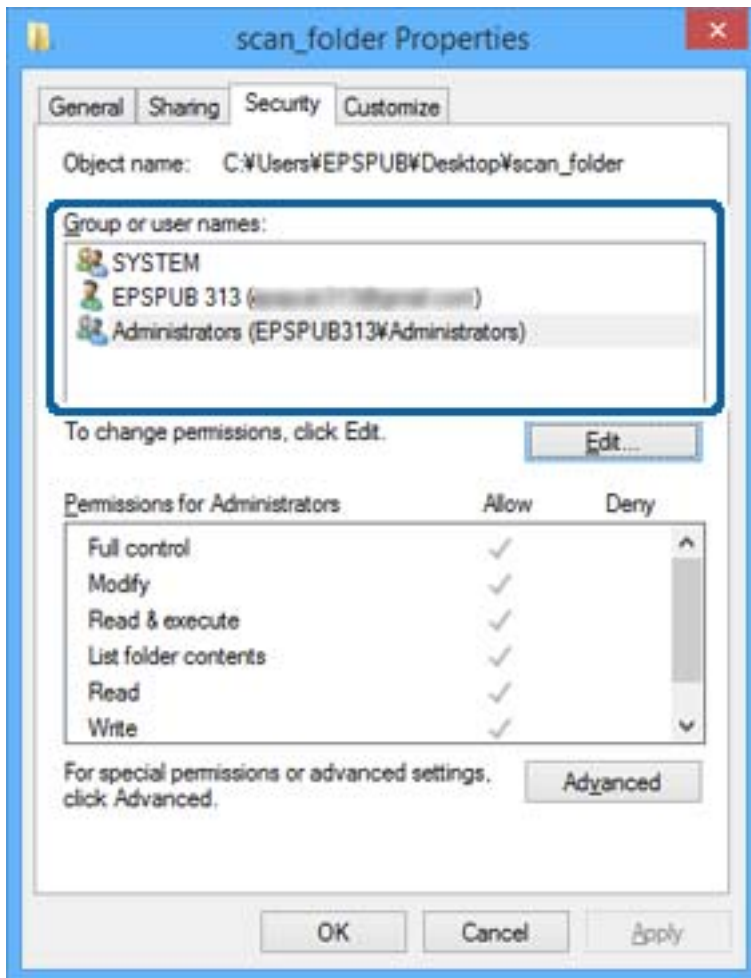 scan_folder Properties
General Sharing Security Customize
Object name: C:¥Users¥EPSPUB¥Desktop¥scan_folder
Group or user names:
SYSTEM
EPSPUB 313 ( )
Administrators (EPSPUB313¥Administrators)
To change permissions, click Edit.
Edit...
Permissions for Administrators Allow Deny
Full control
Modify
Read & execute
List folder contents
Read
Write
For special permissions or advanced settings,
click Advanced.
Advanced
OK Cancel Apply